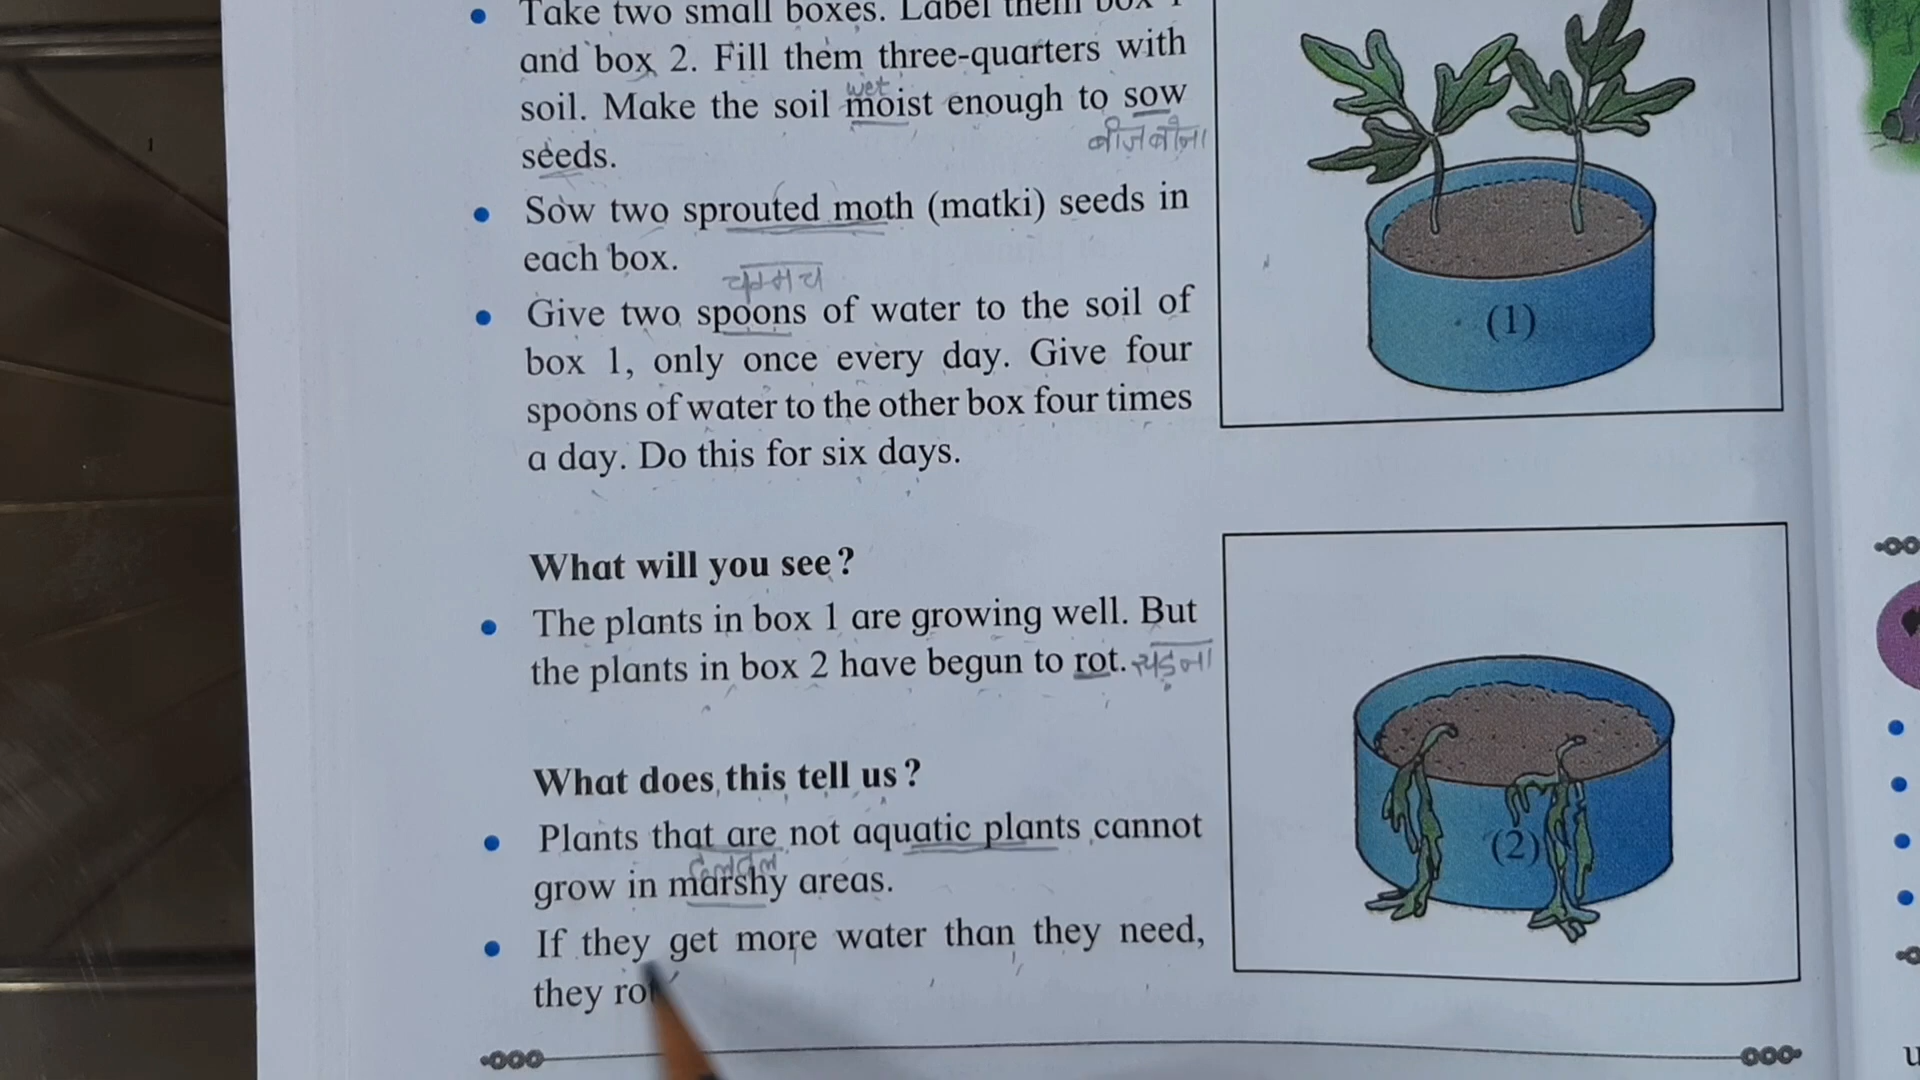 Take two small boxes. Label them box 1
and box 2. Fill them three-quarters with
wet
soil. Make the soil moist enough to sow
बीज बोना
seeds.
Sow two sprouted moth (matki) seeds in
each box.
चम्मच
Give two spoons of water to the soil of
box 1, only once every day. Give four
spoons of water to the other box four times
a day. Do this for six days.
What will you see?
The plants in box 1 are growing well. But
the plants in box 2 have begun to rot. सड़ना
What does this tell us?
Plants that are not aquatic plants cannot
दलदल
grow in marshy areas.
If they get more water than they need,
they rot
(1)
(2)